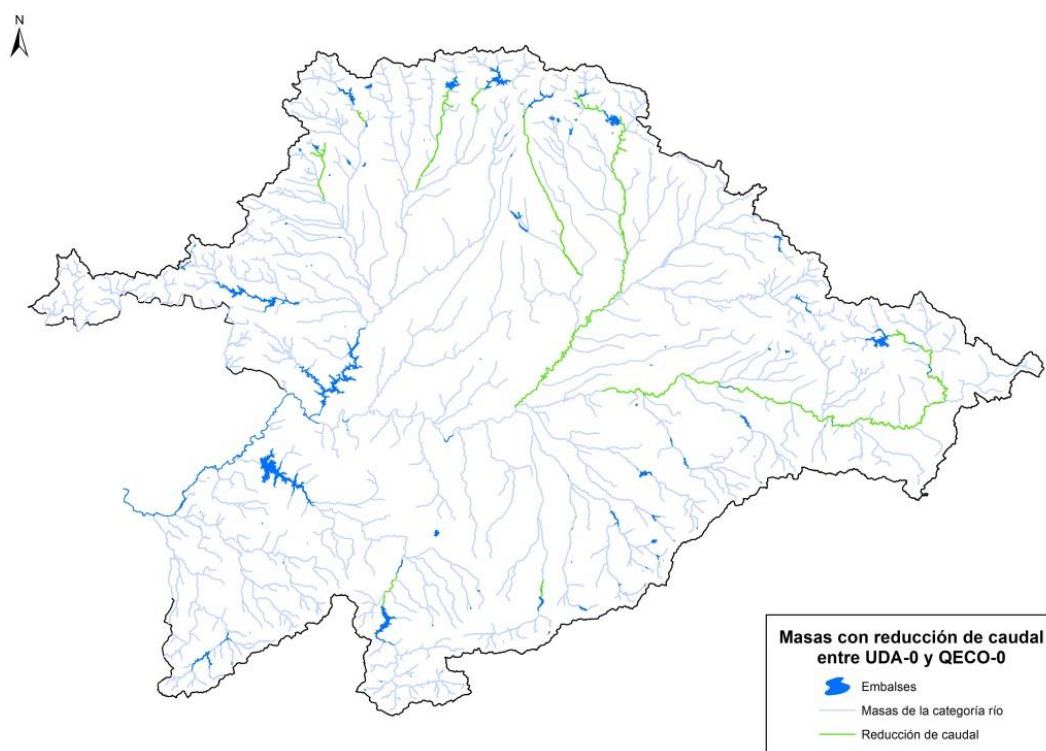 N
Masas con reducción de caudal
entre UDA-0 y QECO-0
Embalses
Masas de la categoría río
Reducción de caudal